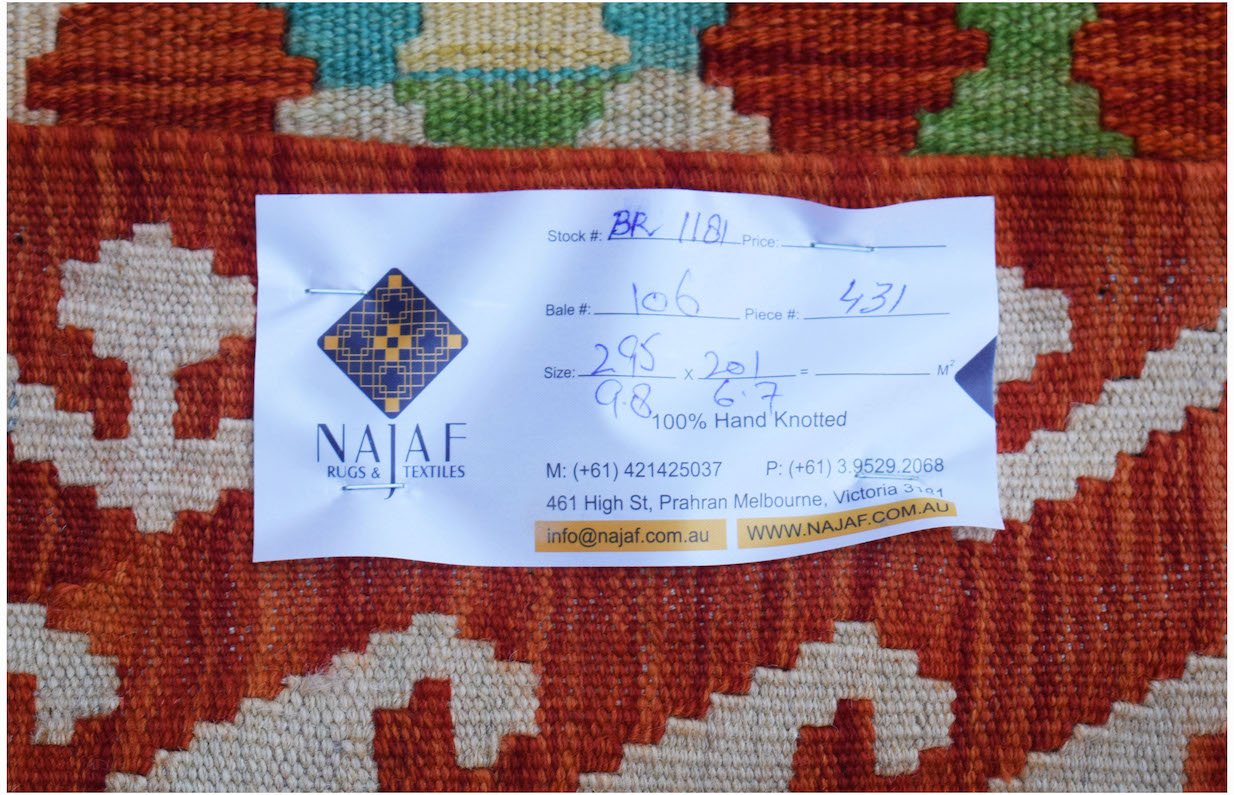 NAJAF
RUGS & TEXTILES
Stock #: BR 1181 Price:
Bale #: 106 Piece #: 431
Size: 295 x 201 = M²
9.8 6.7
100% Hand Knotted
M: (+61) 421425037 P: (+61) 3.9529.2068
461 High St, Prahran Melbourne, Victoria 3181
info@najaf.com.au WWW.NAJAF.COM.AU